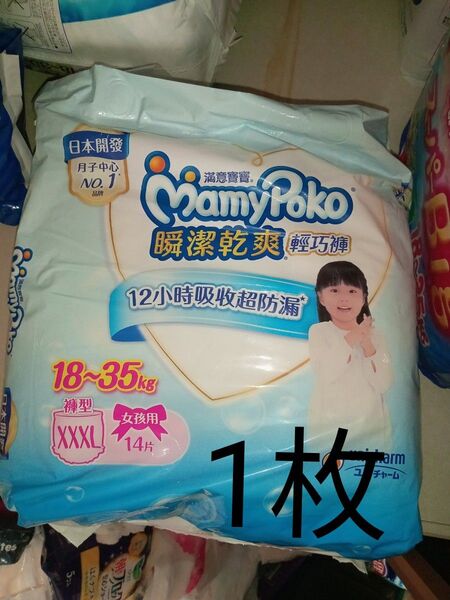 日本開發
月子中心
NO.1
品牌
滿意寶寶
MamyPoko
瞬潔乾爽 輕巧褲
12小時吸收超防漏*
18~35kg
褲型
XXXL
女孩用
14片
unicharm
ユニ・チャーム
1枚